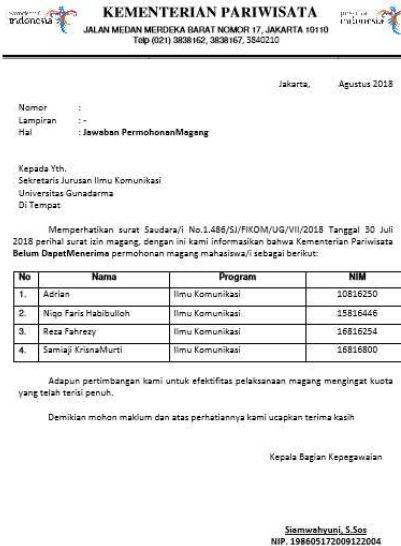 KEMENTERIAN PARIWISATA
JALAN MEDAN MERDEKA BARAT NOMOR 17, JAKARTA 10110
Telp (021) 3838162, 3838167, 3840210
Jakarta, Agustus 2018
Nomor :
Lampiran : -
Hal : Jawaban PermohonanMagang
Kepada Yth.
Sekretaris Jurusan Ilmu Komunikasi
Universitas Gunadarma
Di Tempat
Memperhatikan surat Saudara/i No.1.486/SJ/FIKOM/UG/VII/2018 Tanggal 30 Juli
2018 perihal surat izin magang, dengan ini kami informasikan bahwa Kementerian Pariwisata
Belum DapatMenerima permohonan magang mahasiswa/i sebagai berikut:
No Nama Program NIM
1. Adrian Ilmu Komunikasi 10816250
2. Niqo Faris Habibulloh Ilmu Komunikasi 15816446
3. Reza Fahrezy Ilmu Komunikasi 16816254
4. Samiaji KrisnaMurti Ilmu Komunikasi 16816800
Adapun pertimbangan kami untuk efektifitas pelaksanaan magang mengingat kuota
yang telah terisi penuh.
Demikian mohon maklum dan atas perhatiannya kami ucapkan terima kasih
Kepala Bagian Kepegawaian
Siamwahyuni, S.Sos
NIP. 198605172009122004